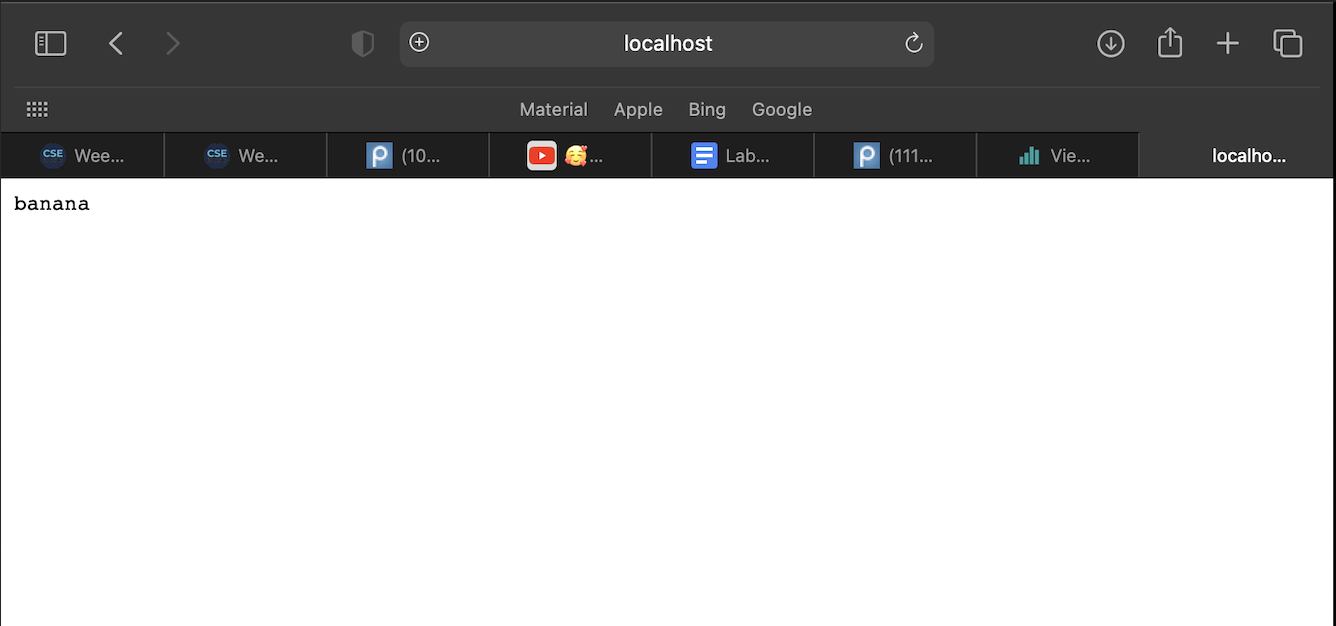 localhost
Material Apple Bing Google
CSE Wee... CSE We... (10... 🥰... Lab... (111... Vie... localho...
banana